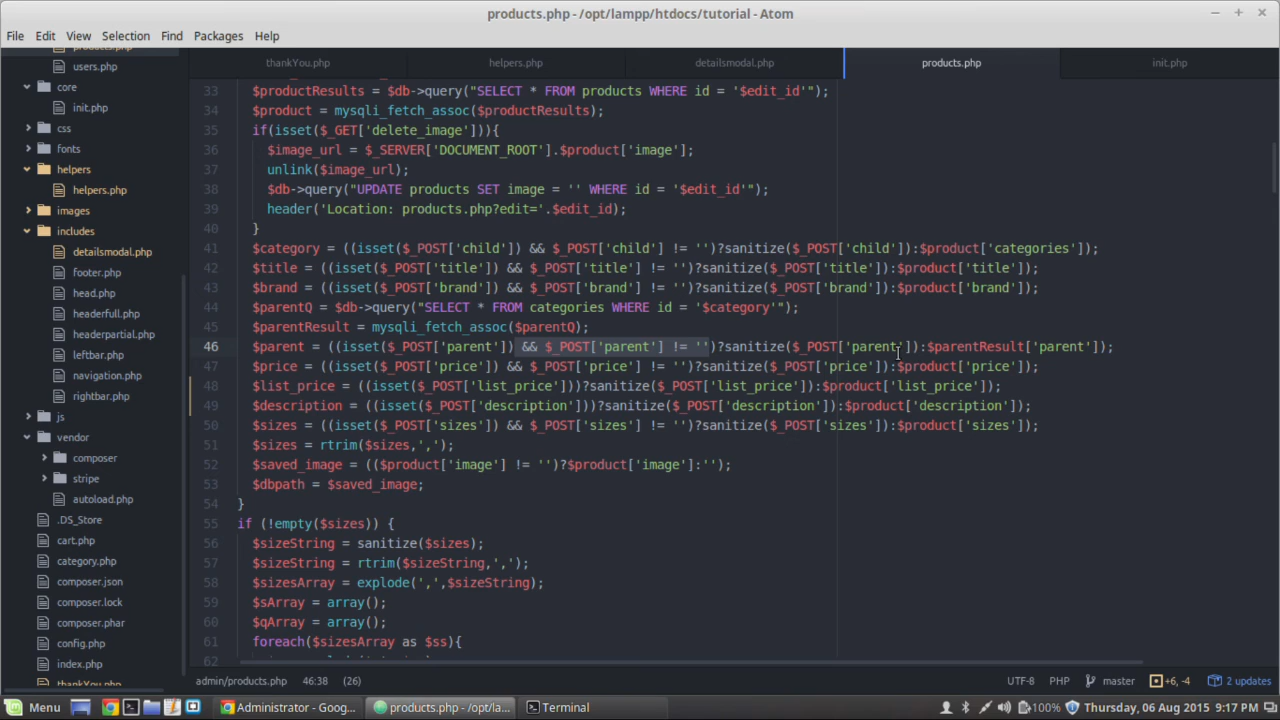 products.php - /opt/lampp/htdocs/tutorial - Atom
File Edit View Selection Find Packages Help
products.php
users.php
core
init.php
css
fonts
helpers
helpers.php
images
includes
detailsmodal.php
footer.php
head.php
headerfull.php
headerpartial.php
leftbar.php
navigation.php
rightbar.php
js
vendor
composer
stripe
autoload.php
.DS_Store
cart.php
category.php
composer.json
composer.lock
composer.phar
config.php
index.php
thankYou.php
thankYou.php helpers.php detailsmodal.php products.php init.php
33 $productResults = $db->query("SELECT * FROM products WHERE id = '$edit_id'");
34 $product = mysqli_fetch_assoc($productResults);
35 if(isset($_GET['delete_image'])){
36 $image_url = $_SERVER['DOCUMENT_ROOT'].$product['image'];
37 unlink($image_url);
38 $db->query("UPDATE products SET image = '' WHERE id = '$edit_id'");
39 header('Location: products.php?edit='.$edit_id);
40 }
41 $category = ((isset($_POST['child']) && $_POST['child'] != '')?sanitize($_POST['child']):$product['categories']);
42 $title = ((isset($_POST['title']) && $_POST['title'] != '')?sanitize($_POST['title']):$product['title']);
43 $brand = ((isset($_POST['brand']) && $_POST['brand'] != '')?sanitize($_POST['brand']):$product['brand']);
44 $parentQ = $db->query("SELECT * FROM categories WHERE id = '$category'");
45 $parentResult = mysqli_fetch_assoc($parentQ);
46 $parent = ((isset($_POST['parent']) && $_POST['parent'] != '')?sanitize($_POST['parent']):$parentResult['parent']);
47 $price = ((isset($_POST['price']) && $_POST['price'] != '')?sanitize($_POST['price']):$product['price']);
48 $list_price = ((isset($_POST['list_price']))?sanitize($_POST['list_price']):$product['list_price']);
49 $description = ((isset($_POST['description']))?sanitize($_POST['description']):$product['description']);
50 $sizes = ((isset($_POST['sizes']) && $_POST['sizes'] != '')?sanitize($_POST['sizes']):$product['sizes']);
51 $sizes = rtrim($sizes,',');
52 $saved_image = (($product['image'] != '')?$product['image']:'');
53 $dbpath = $saved_image;
54 }
55 if (!empty($sizes)) {
56 $sizeString = sanitize($sizes);
57 $sizeString = rtrim($sizeString,',');
58 $sizesArray = explode(',',$sizeString);
59 $sArray = array();
60 $qArray = array();
61 foreach($sizesArray as $ss){
62
admin/products.php 46:38 (26) UTF-8 PHP master +6, -4 2 updates
Menu Administrator - Goog... products.php - /opt/la... Terminal 100% Thursday, 06 Aug 2015 9:17 PM